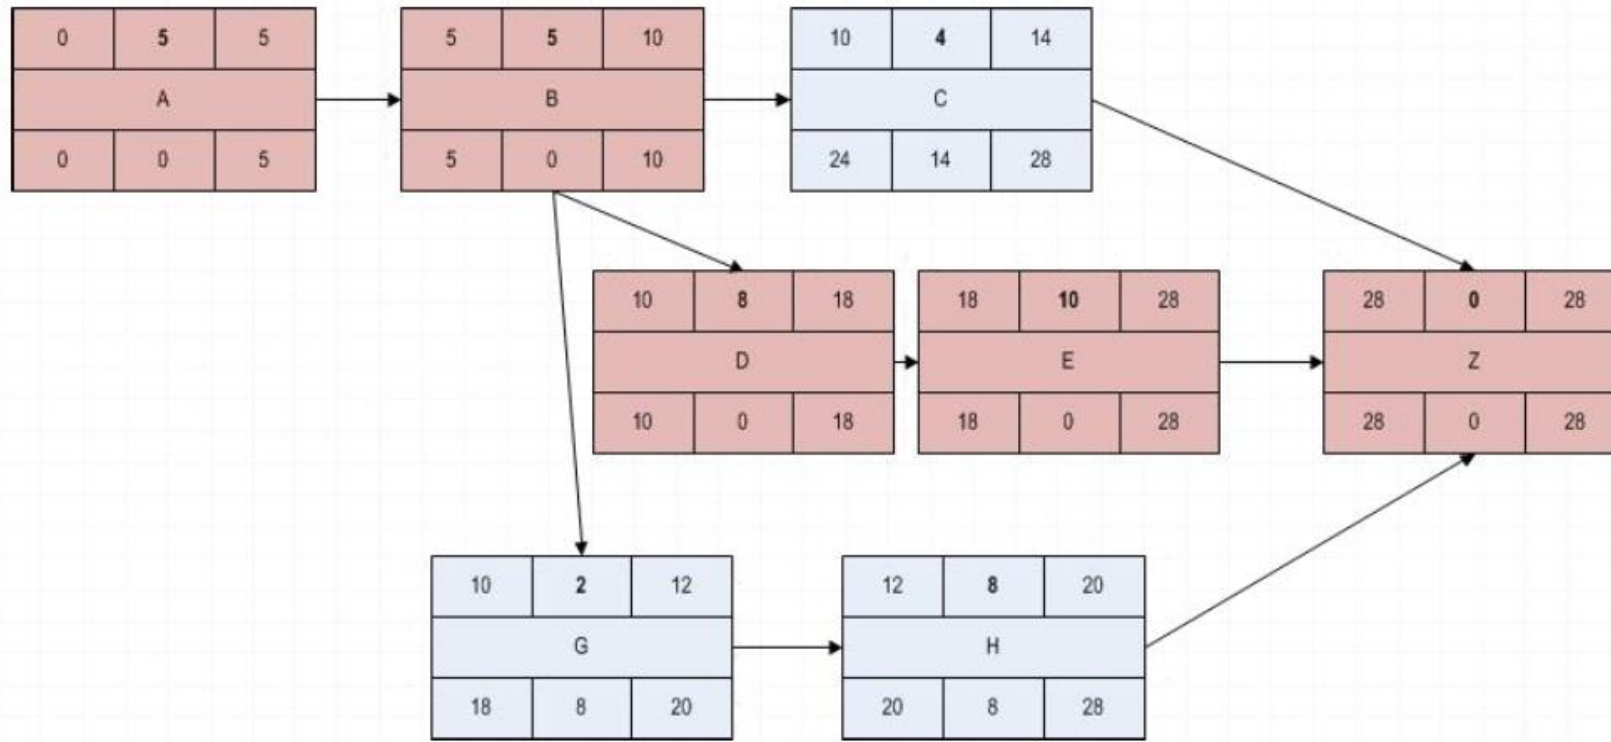 0 5 5 5 5 10 10 4 14
A B C
0 0 5 5 0 10 24 14 28
10 8 18 18 10 28 28 0 28
D E Z
10 0 18 18 0 28 28 0 28
10 2 12 12 8 20
G H
18 8 20 20 8 28